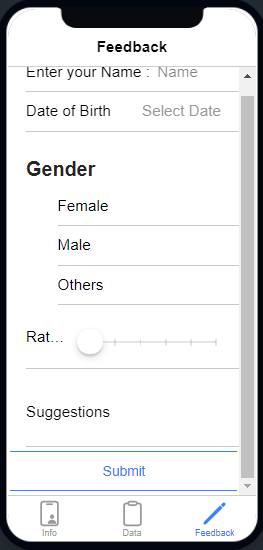 Feedback
Enter your Name : Name
Date of Birth Select Date
Gender
Female
Male
Others
Rat...
Suggestions
Submit
Info Data Feedback